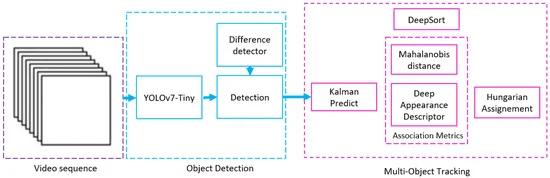 DeepSort
Difference
detector
Mahalanobis
distance
YOLOv7-Tiny
Detection
Kalman
Predict
Deep
Appearance
Descriptor
Hungarian
Assignement
Association Metrics
Video sequence
Object Detection
Multi-Object Tracking